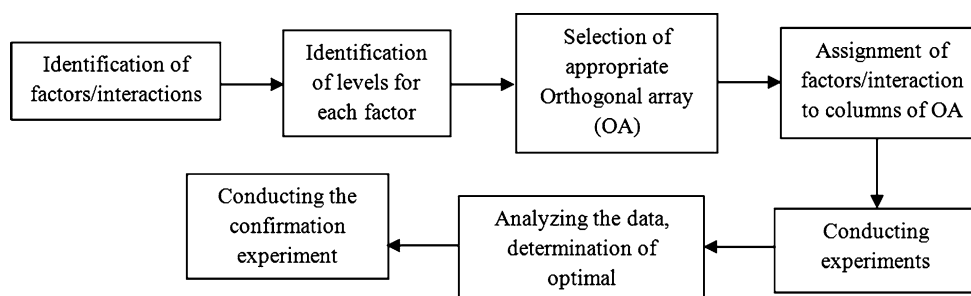 Identification of
factors/interactions
Identification
of levels for
each factor
Selection of
appropriate
Orthogonal array
(OA)
Assignment of
factors/interaction
to columns of OA
Conducting
experiments
Analyzing the data,
determination of
optimal
Conducting the
confirmation
experiment